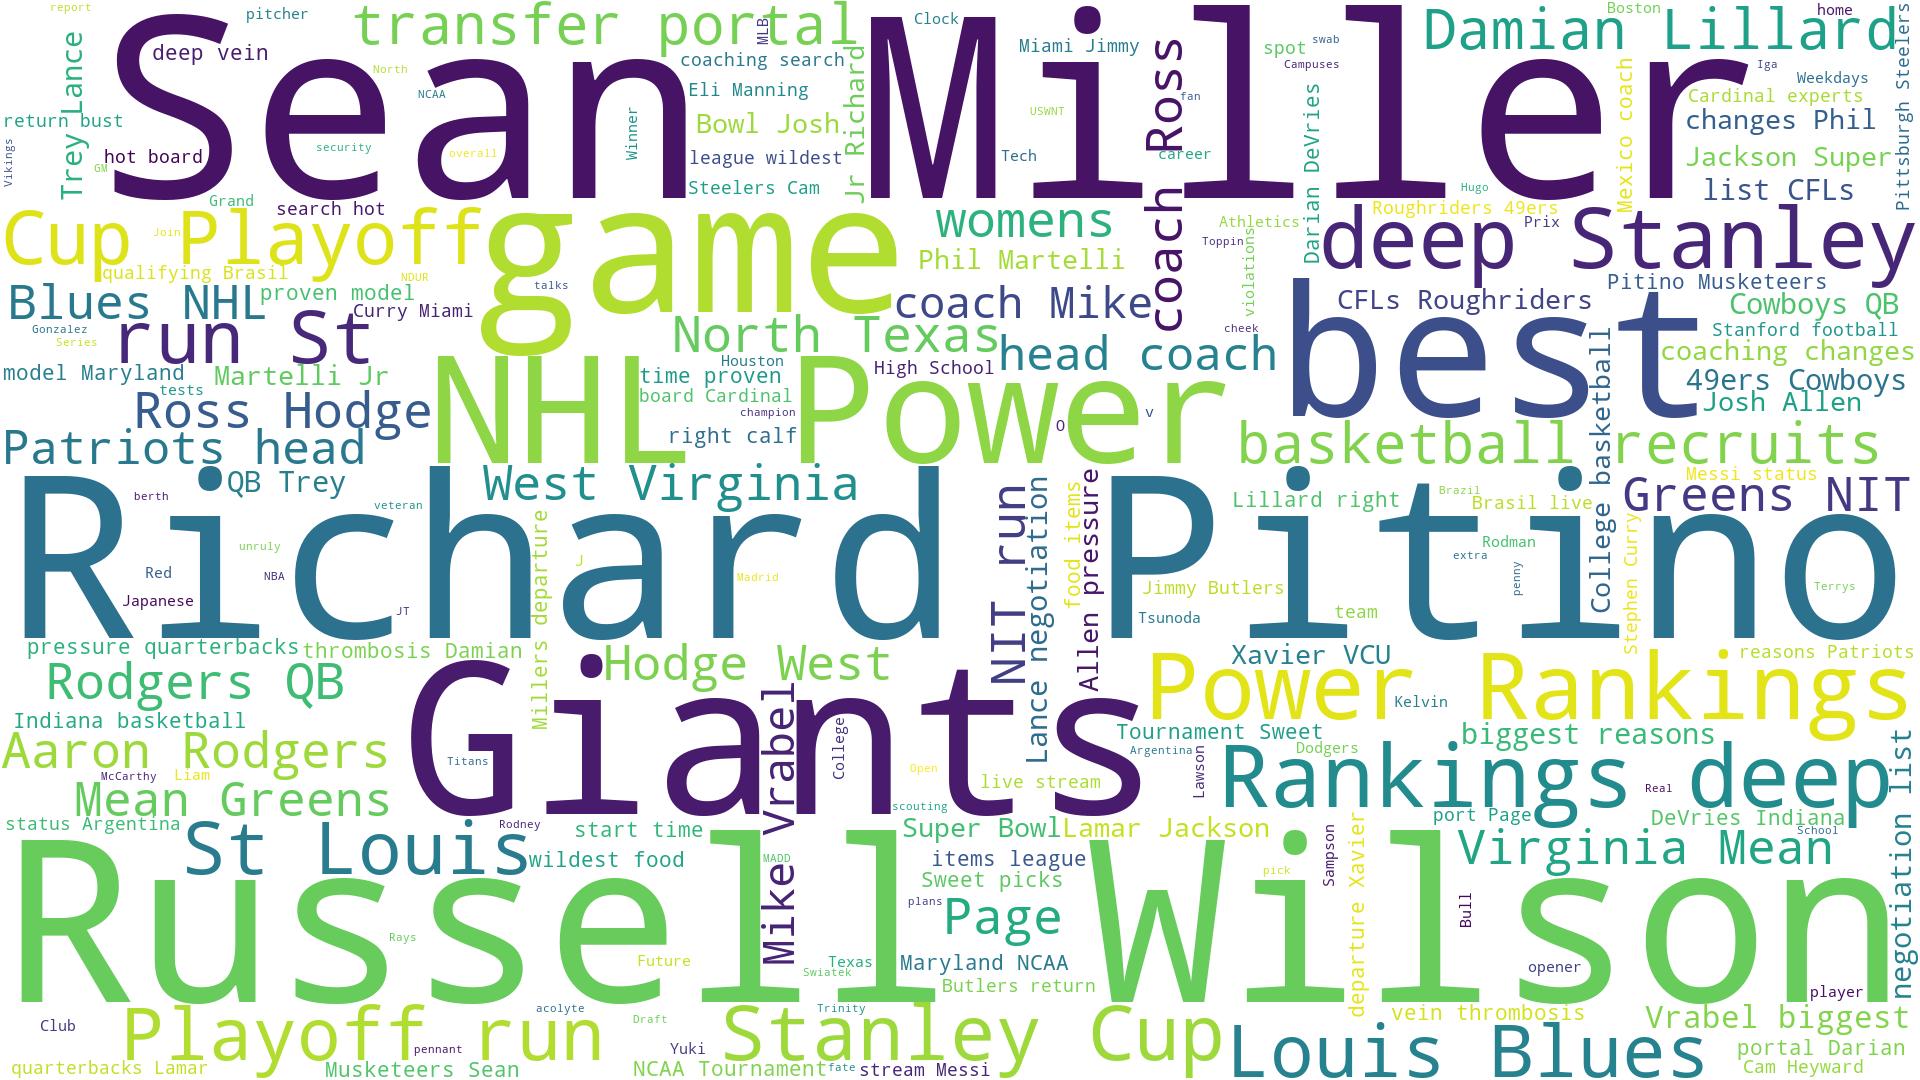 report
pitcher
transfer portal
MLB
Clock
Damian Lillard
Boston
home
Pittsburgh Steelers
Sean Miller
deep vein
Trey Lance
North
NCAA
coaching search
Jr Richard
Miami Jimmy
coach Ross
spot
swab
Campuses
Iga
Weekdays
Mexico coach
Eli Manning
fan
Cardinal experts
return bust
Vikings
hot board
GM
security
overall
Winner
Bowl Josh
USWNT
Darian DeVries
changes Phil
league wildest
Tech
career
Jackson Super
Steelers Cam
Hugo
list CFLs
Grand
search hot
Cup Playoff
Join
game
womens
Athletics
Roughriders 49ers
Prix
deep Stanley
Toppin
violations
qualifying Brasil
NDUR
talks
Phil Martelli
Pitino Musketeers
Blues NHL
proven model
Curry Miami
coach Mike
best
CFLs Roughriders
Cowboys QB
Gonzalez
Series
run St
North Texas
cheek
Stanford football
model Maryland
tests
Martelli Jr
Houston
time proven
High School
head coach
College basketball
coaching changes
49ers Cowboys
NHL Power
board Cardinal
champion
Josh Allen
Ross Hodge
right calf
O
v
Patriots head
basketball recruits
Richard Pitino
QB Trey
West Virginia
Messi status
berth
veteran
NIT run
Lance negotiation
food items
Allen pressure
Lillard right
Brazil
Brasil live
Greens NIT
unruly
Millers departure
J
Rodman
extra
Stephen Curry
Red
NBA
Madrid
Jimmy Butlers
penny
Terrys
Japanese
JT
Tsunoda
team
pressure quarterbacks
thrombosis Damian
Hodge West
Xavier VCU
reasons Patriots
Rodgers QB
Giants
Power Rankings
Kelvin
Indiana basketball
Mike Vrabel
College
Tournament Sweet
biggest reasons
negotiation list
Aaron Rodgers
Titans
Argentina
Lawson
Dodgers
McCarthy
Liam
Open
live stream
Rankings deep
Real
Mean Greens
scouting
port Page
DeVries Indiana
status Argentina
St Louis
Rodney
start time
Super Bowl
Lamar Jackson
Sampson
departure Xavier
Virginia Mean
School
Russell Wilson
wildest food
MADD
items league
Sweet picks
pick
plans
Page
Bull
Rays
Future
Texas
Swiatek
Maryland NCAA
opener
Butlers return
player
Club
Playoff run
acolyte
Draft
Trinity
Stanley Cup
vein thrombosis
Vrabel biggest
pennant
Yuki
Louis Blues
portal Darian
quarterbacks Lamar
Musketeers Sean
NCAA Tournament
fate
stream Messi
Cam Heyward